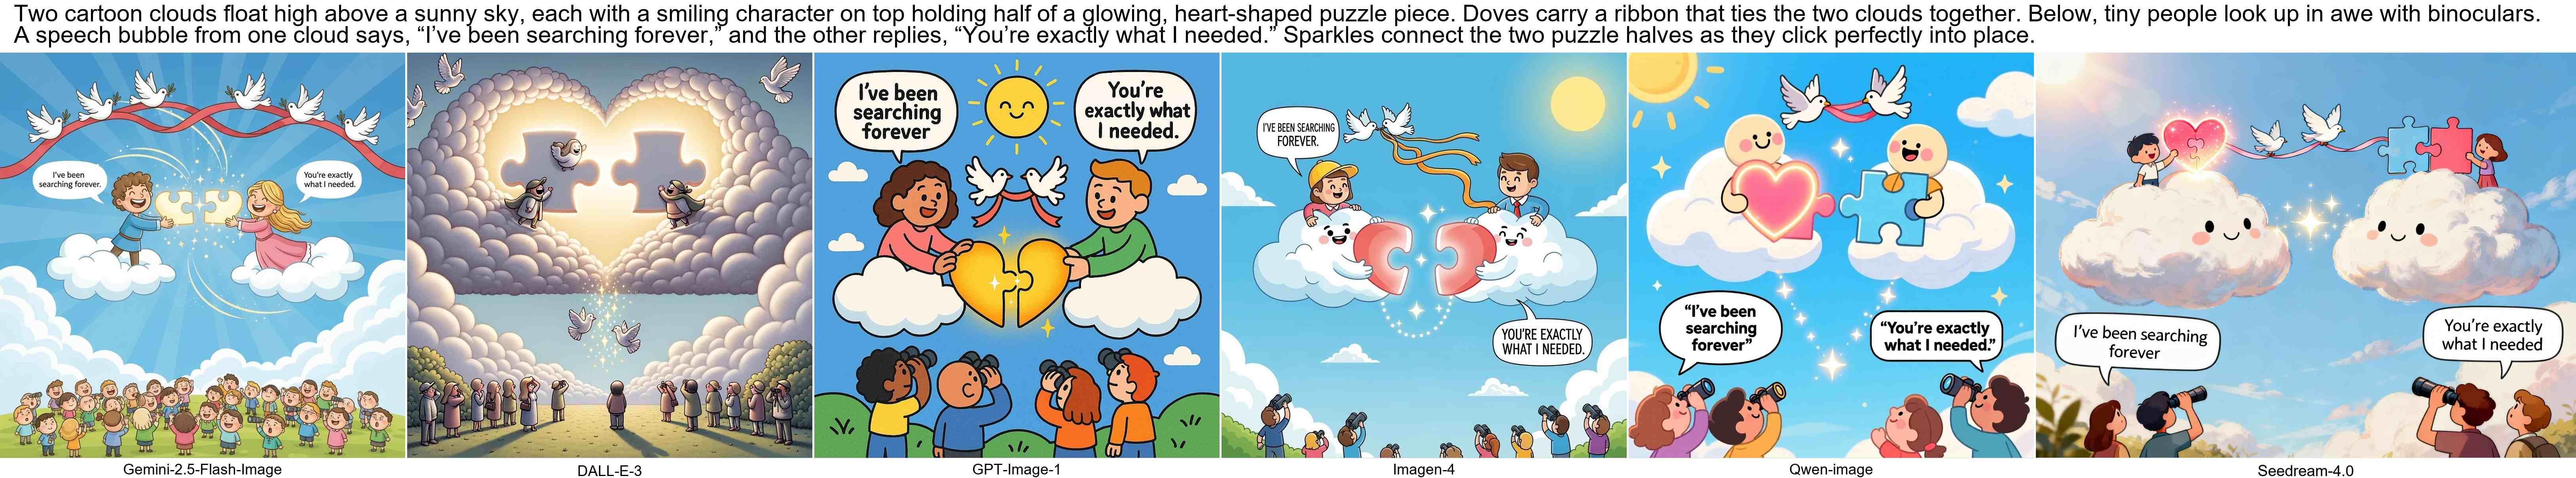 Two cartoon clouds float high above a sunny sky, each with a smiling character on top holding half of a glowing, heart-shaped puzzle piece. Doves carry a ribbon that ties the two clouds together. Below, tiny people look up in awe with binoculars.
A speech bubble from one cloud says, “I’ve been searching forever,” and the other replies, “You’re exactly what I needed.” Sparkles connect the two puzzle halves as they click perfectly into place.
I've been
searching forever.
You're exactly
what I needed.
I've been
searching
forever
You're
exactly what
I needed.
I'VE BEEN SEARCHING
FOREVER.
YOU'RE EXACTLY
WHAT I NEEDED.
“I've been
searching
forever”
“You're exactly
what I needed.”
I've been searching
forever
You're exactly
what I needed
Gemini-2.5-Flash-Image
DALL-E-3
GPT-Image-1
Imagen-4
Qwen-image
Seedream-4.0